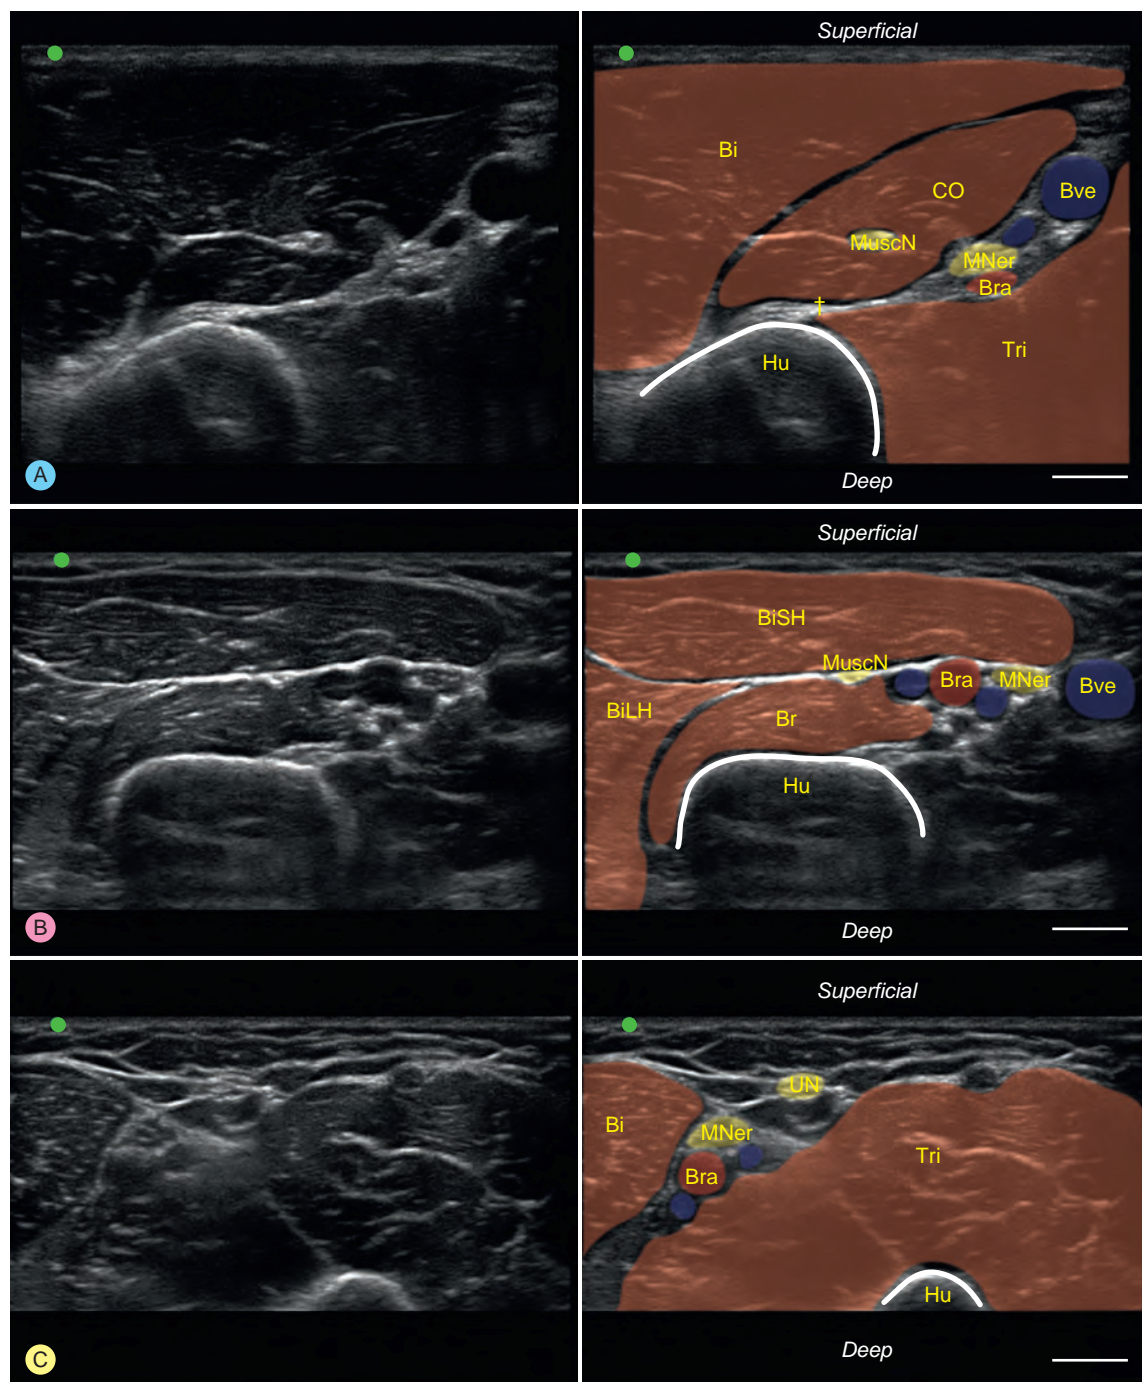 Superficial
Bi
CO
Bve
MuscN
MNer
Bra
†
Tri
Hu
A
Deep
Superficial
BiSH
MuscN
Bra
MNer
Bve
BiLH
Br
Hu
B
Deep
Superficial
UN
Bi
MNer
Tri
Bra
Hu
C
Deep